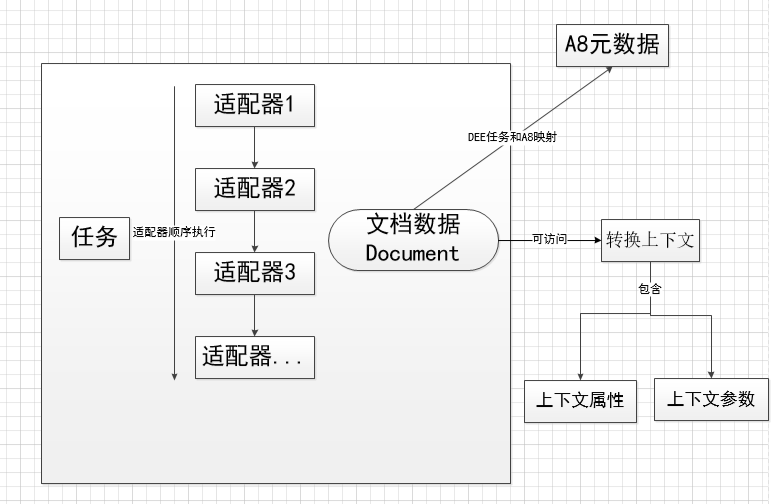 A8元数据
适配器1
DEE任务和A8映射
适配器2
文档数据
Document
任务
适配器顺序执行
可访问
转换上下文
适配器3
包含
适配器...
上下文属性
上下文参数